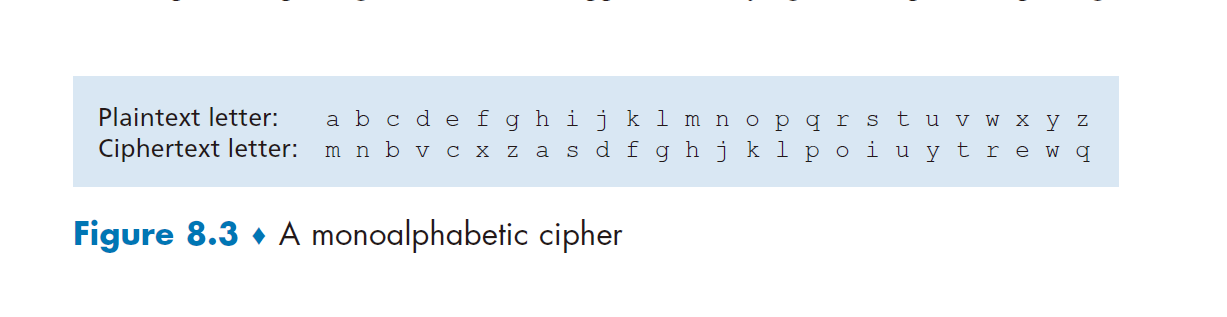 Plaintext letter: a b c d e f g h i j k l m n o p q r s t u v w x y z
Ciphertext letter: m n b v c x z a s d f g h j k l p o i u y t r e w q
Figure 8.3 ♦ A monoalphabetic cipher